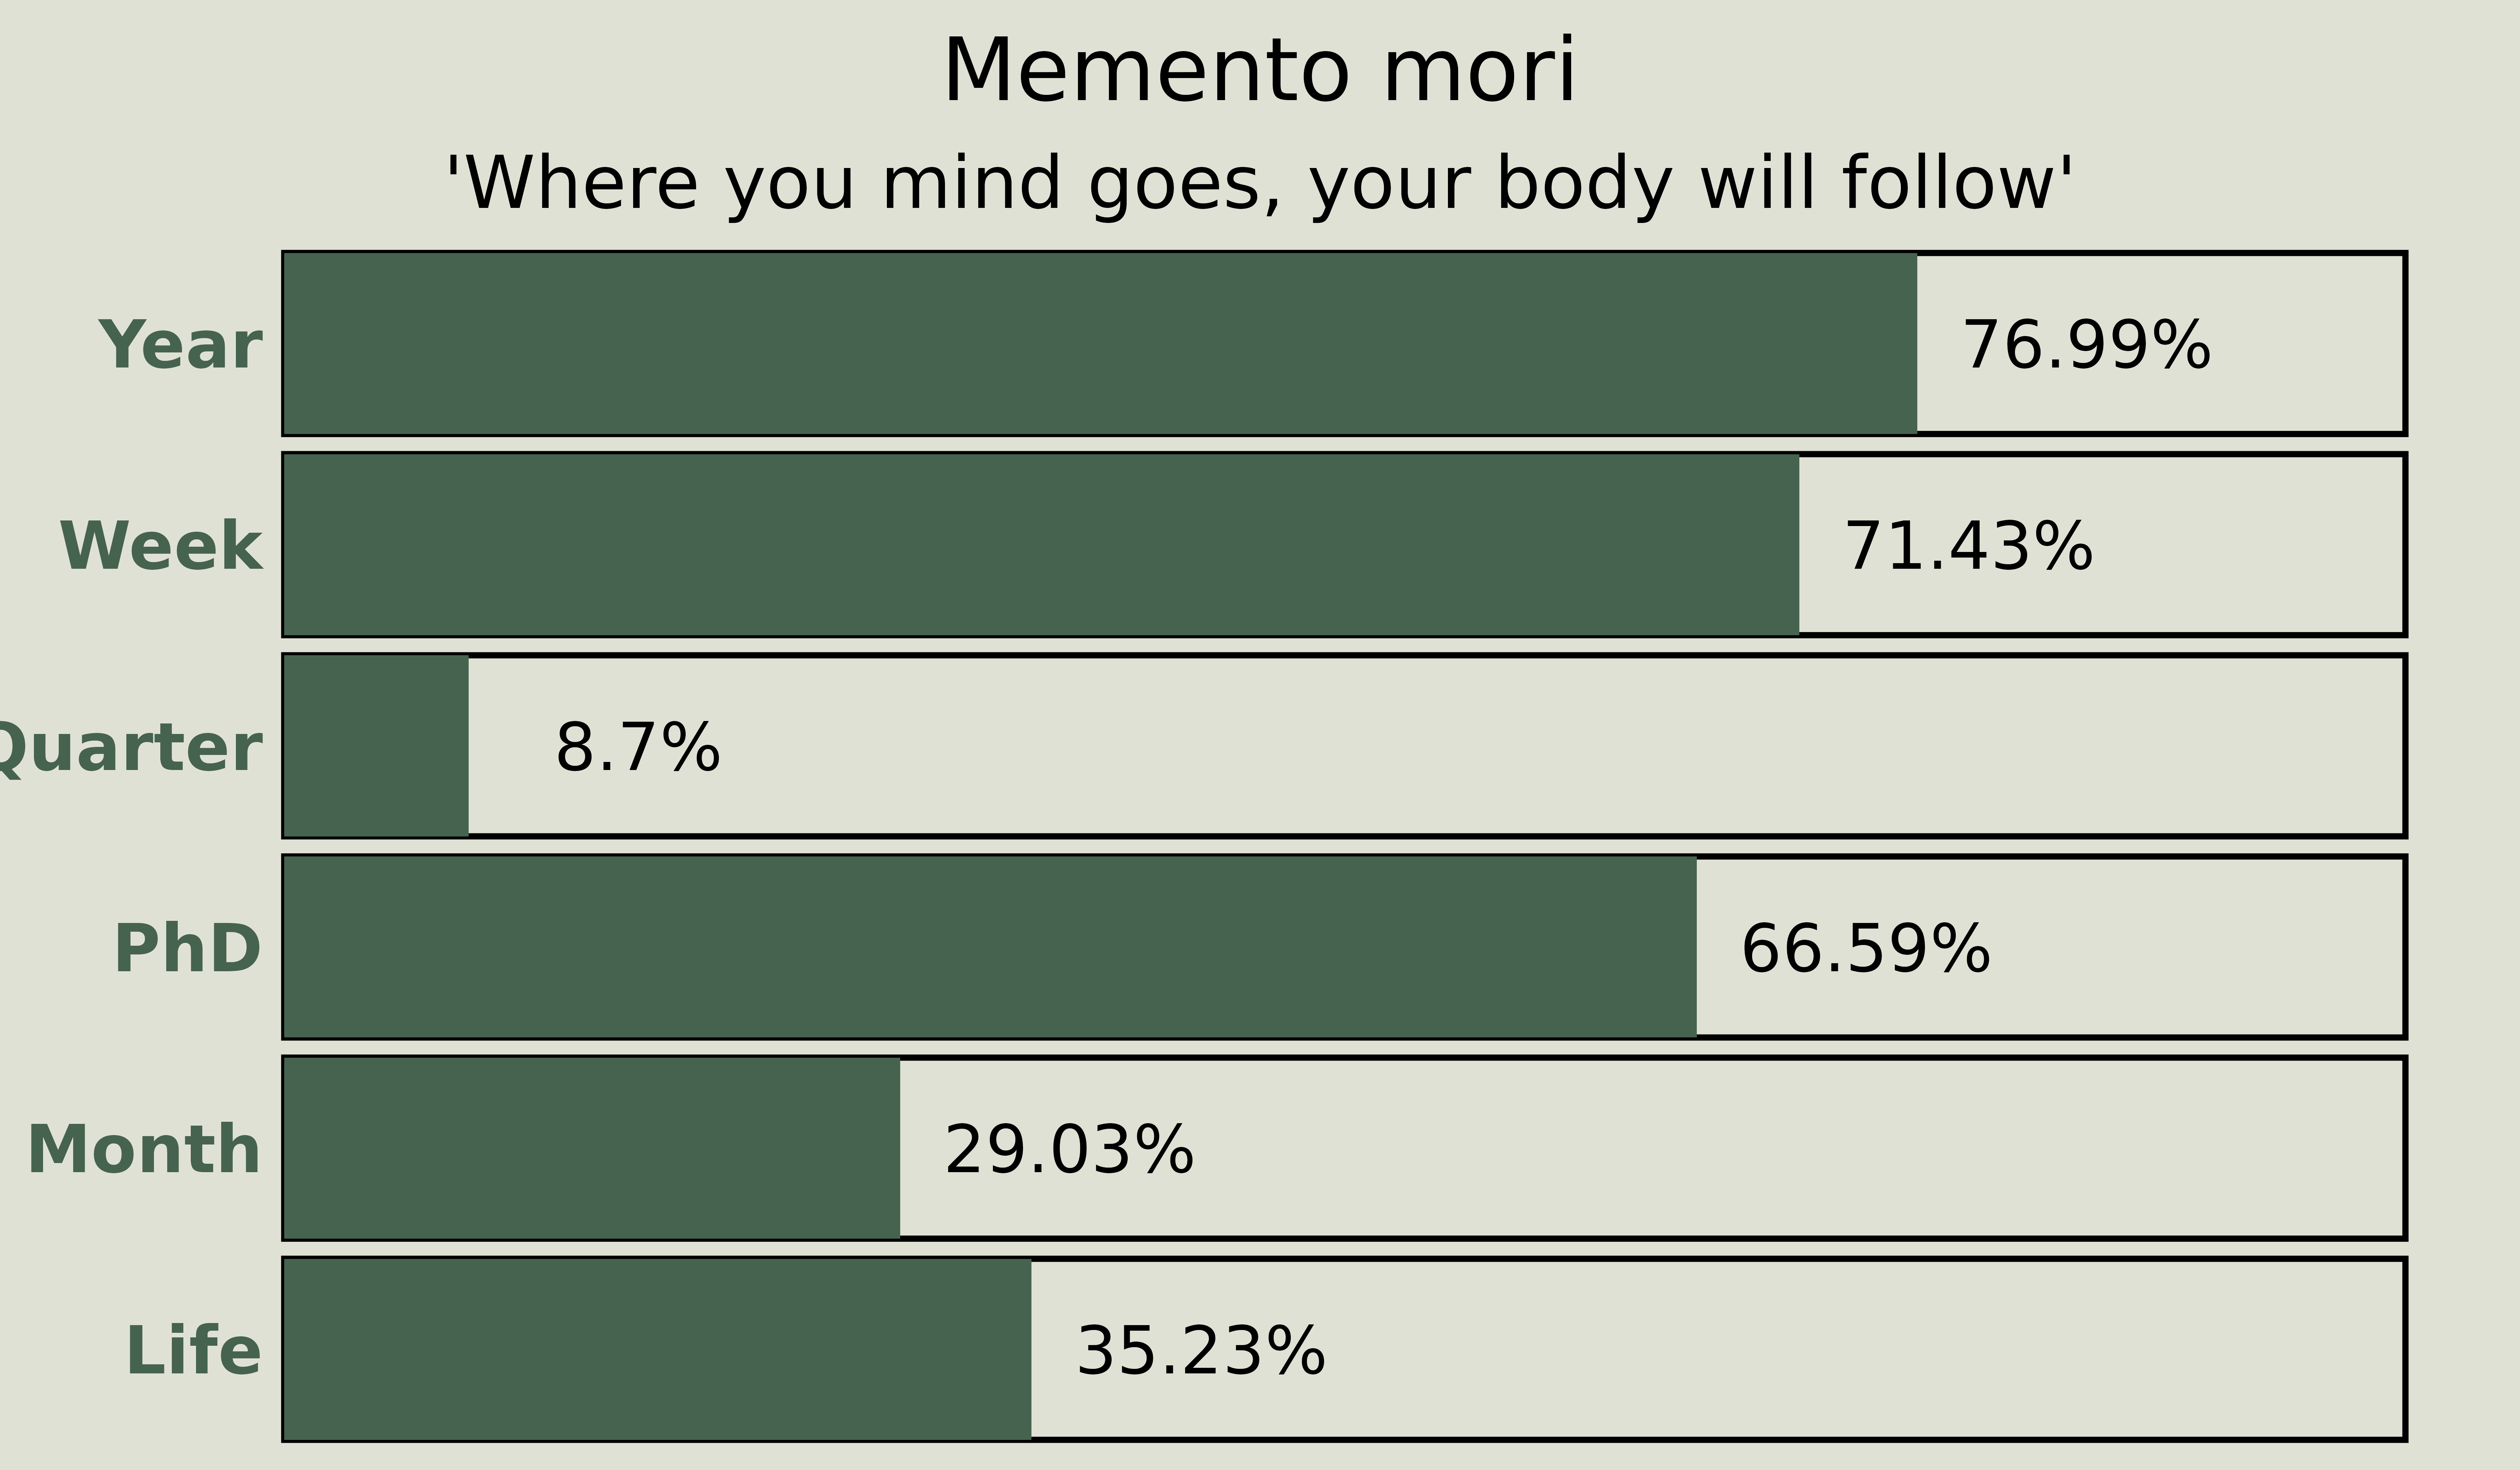 Memento mori
'Where you mind goes, your body will follow'
Year 76.99%
Week 71.43%
Quarter 8.7%
PhD 66.59%
Month 29.03%
Life 35.23%